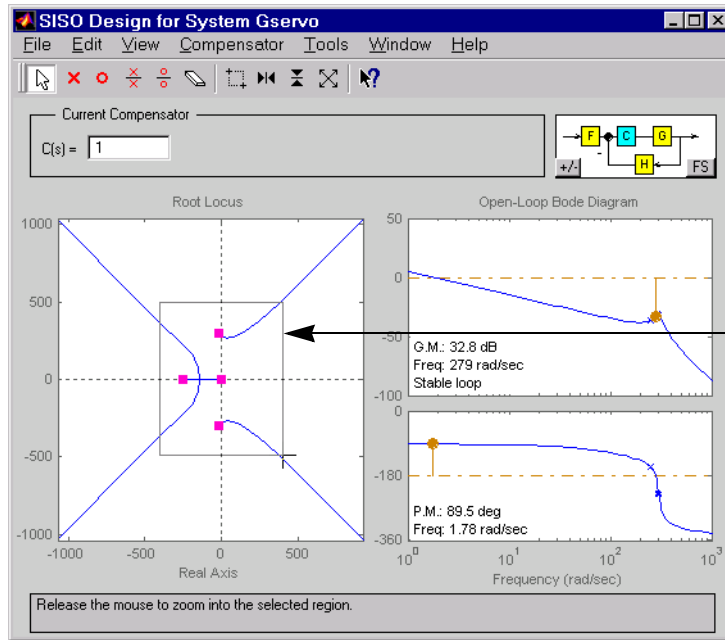 SISO Design for System Gservo
File Edit View Compensator Tools Window Help
Current Compensator
C(s) = 1
F C G
H
+/- FS
Root Locus
1000
500
0
-500
-1000
-1000 -500 0 500
Real Axis
Open-Loop Bode Diagram
50
0
-50
-100
G.M.: 32.8 dB
Freq: 279 rad/sec
Stable loop
0
-180
-360
P.M.: 89.5 deg
Freq: 1.78 rad/sec
10^0 10^1 10^2 10^3
Frequency (rad/sec)
Release the mouse to zoom into the selected region.